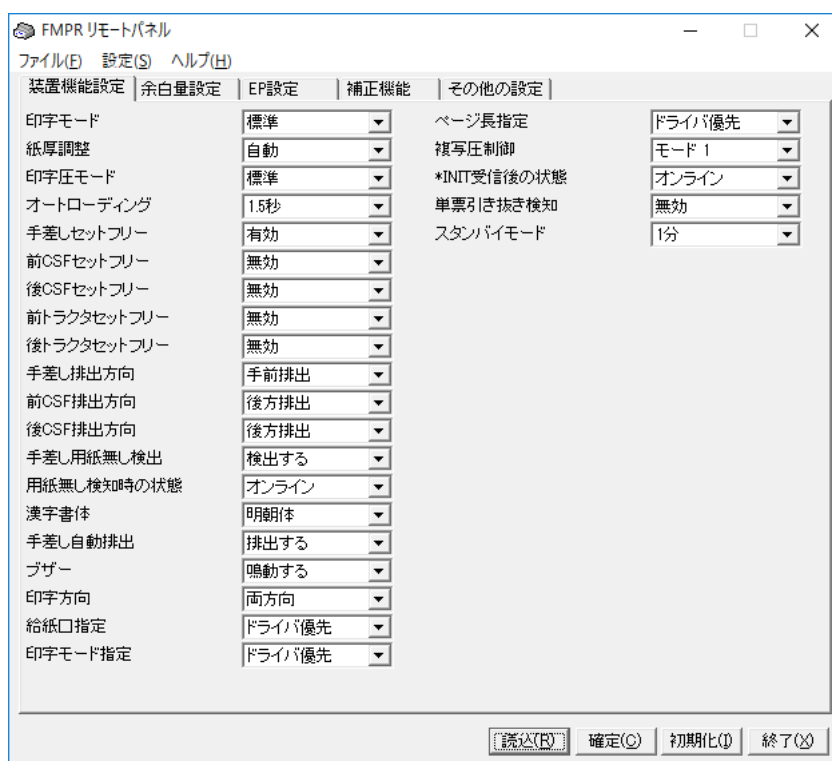 FMPR リモートパネル
ファイル(F) 設定(S) ヘルプ(H)
装置機能設定 余白量設定 EP設定 補正機能 その他の設定
印字モード 標準
紙厚調整 自動
印字圧モード 標準
オートローディング 1.5秒
手差しセットフリー 有効
前CSFセットフリー 無効
後CSFセットフリー 無効
前トラクタセットフリー 無効
後トラクタセットフリー 無効
手差し排出方向 手前排出
前CSF排出方向 後方排出
後CSF排出方向 後方排出
手差し用紙無し検出 検出する
用紙無し検知時の状態 オンライン
漢字書体 明朝体
手差し自動排出 排出する
ブザー 鳴動する
印字方向 両方向
給紙口指定 ドライバ優先
印字モード指定 ドライバ優先
ページ長指定 ドライバ優先
複写圧制御 モード 1
*INIT受信後の状態 オンライン
単票引き抜き検知 無効
スタンバイモード 1分
読込(R) 確定(C) 初期化(I) 終了(X)